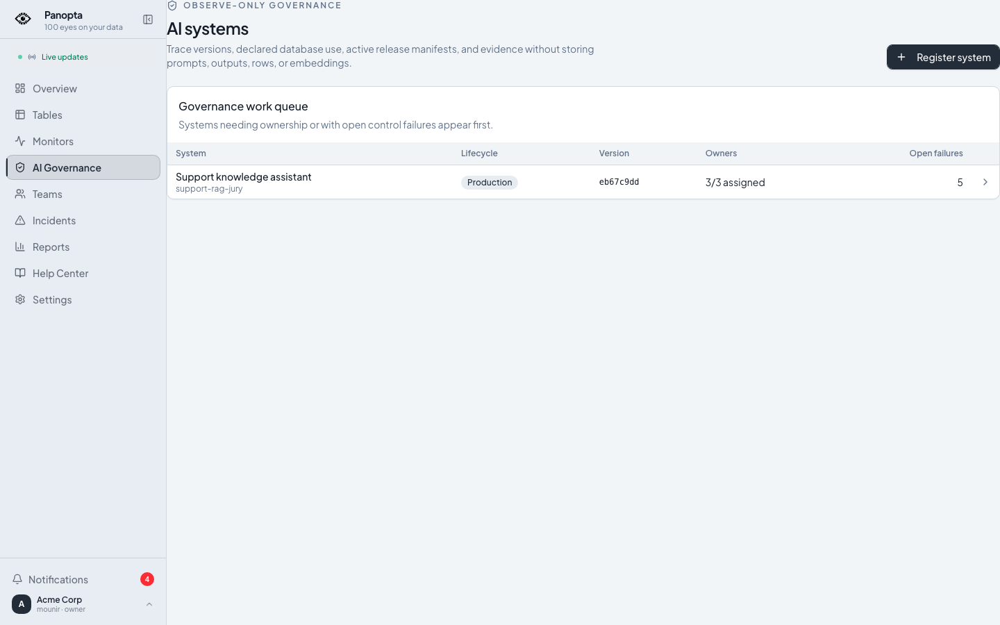 Panopta
100 eyes on your data
Live updates
Overview
Tables
Monitors
AI Governance
Teams
Incidents
Reports
Help Center
Settings
Notifications
4
A
Acme Corp
mounir · owner
OBSERVE-ONLY GOVERNANCE
AI systems
Trace versions, declared database use, active release manifests, and evidence without storing
prompts, outputs, rows, or embeddings.
Register system
Governance work queue
Systems needing ownership or with open control failures appear first.
System Lifecycle Version Owners Open failures
Support knowledge assistant
support-rag-jury
Production eb67c9dd 3/3 assigned 5